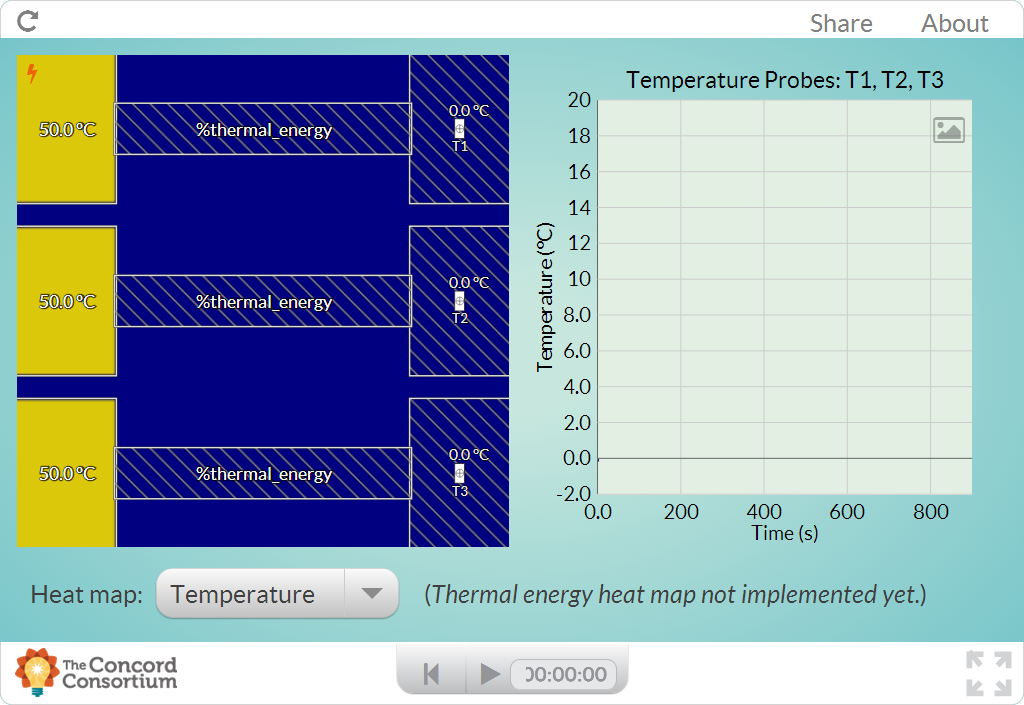 Share About
50.0 °C
%thermal_energy
0.0 °C
T1
50.0 °C
%thermal_energy
0.0 °C
T2
50.0 °C
%thermal_energy
0.0 °C
T3
Temperature Probes: T1, T2, T3
Temperature (°C)
20
18
16
14
12
10
8.0
6.0
4.0
2.0
0.0
-2.0
0.0 200 400 600 800
Time (s)
Heat map: Temperature (Thermal energy heat map not implemented yet.)
The Concord
Consortium
00:00:00